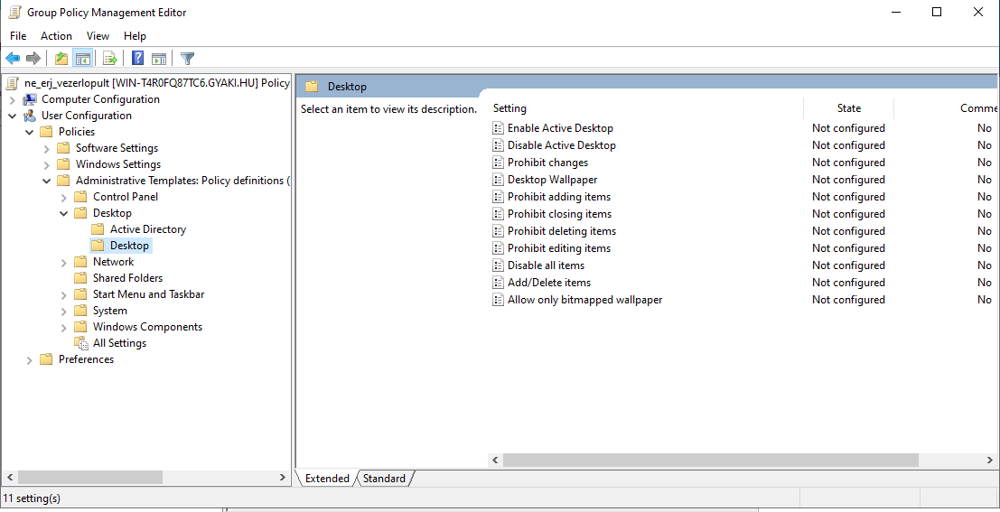 Group Policy Management Editor
File Action View Help
ne_erj_vezerlopult [WIN-T4R0FQ87TC6.GYAKI.HU] Policy
Computer Configuration
User Configuration
Policies
Software Settings
Windows Settings
Administrative Templates: Policy definitions (
Control Panel
Desktop
Active Directory
Desktop
Network
Shared Folders
Start Menu and Taskbar
System
Windows Components
All Settings
Preferences
Desktop
Select an item to view its description.
Setting State Comme
Enable Active Desktop Not configured No
Disable Active Desktop Not configured No
Prohibit changes Not configured No
Desktop Wallpaper Not configured No
Prohibit adding items Not configured No
Prohibit closing items Not configured No
Prohibit deleting items Not configured No
Prohibit editing items Not configured No
Disable all items Not configured No
Add/Delete items Not configured No
Allow only bitmapped wallpaper Not configured No
Extended Standard
11 setting(s)